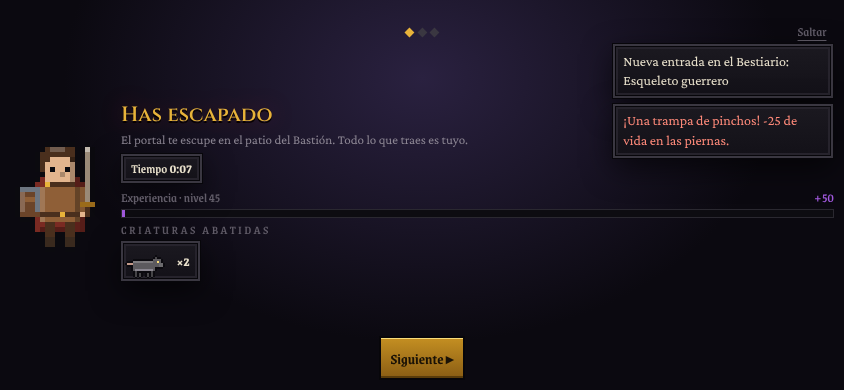 Saltar
Nueva entrada en el Bestiario:
Esqueleto guerrero
¡Una trampa de pinchos! -25 de
vida en las piernas.
Has escapado
El portal te escupe en el patio del Bastión. Todo lo que traes es tuyo.
Tiempo 0:07
Experiencia · nivel 45 +50
CRIATURAS ABATIDAS
×2
Siguiente ▶